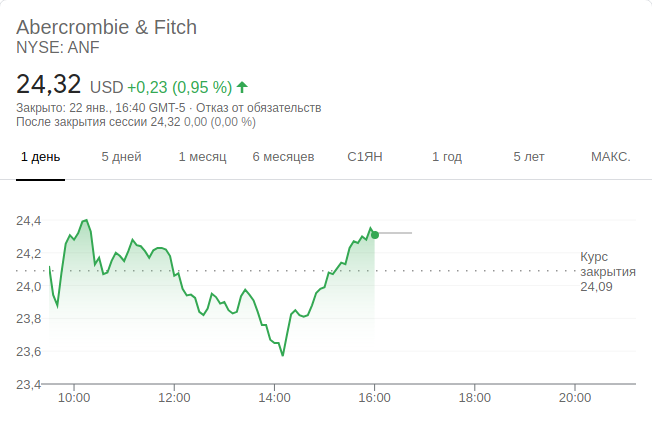 Abercrombie & Fitch
NYSE: ANF
24,32 USD +0,23 (0,95 %)
Закрыто: 22 янв., 16:40 GMT-5 · Отказ от обязательств
После закрытия сессии 24,32 0,00 (0,00 %)
1 день 5 дней 1 месяц 6 месяцев С1ЯН 1 год 5 лет МАКС.
24,4
24,2
24,0
23,8
23,6
23,4
Курс
закрытия
24,09
10:00 12:00 14:00 16:00 18:00 20:00